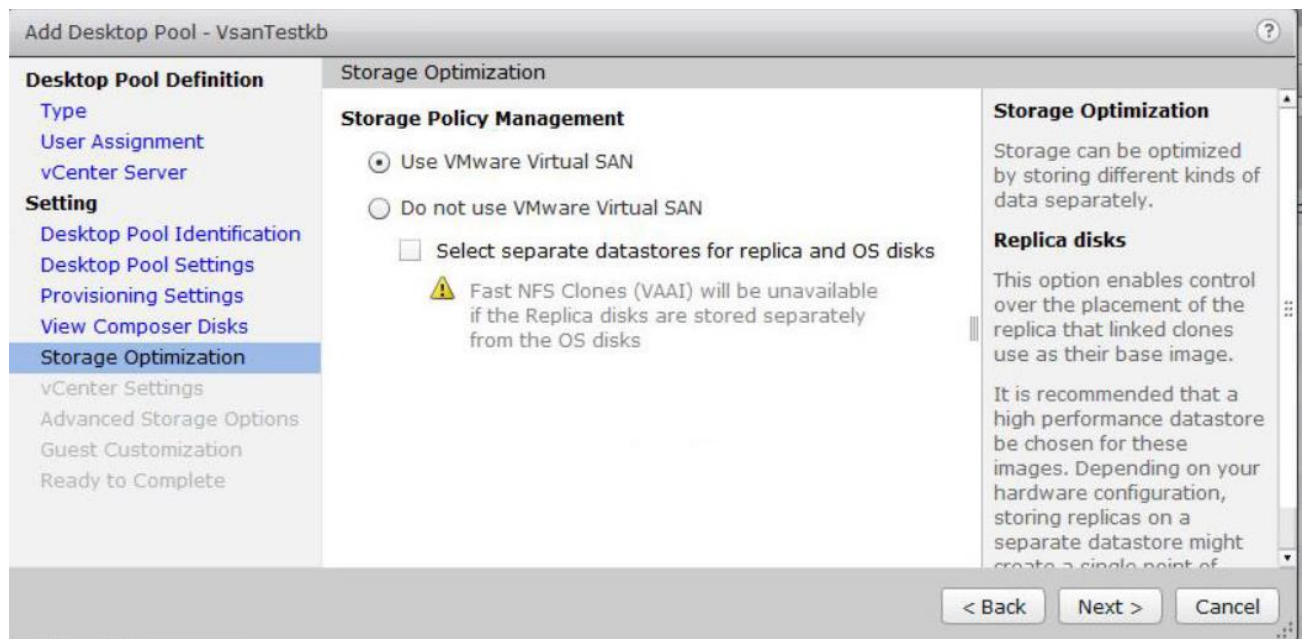 Add Desktop Pool - VsanTestkb
?
Desktop Pool Definition
Type
User Assignment
vCenter Server
Setting
Desktop Pool Identification
Desktop Pool Settings
Provisioning Settings
View Composer Disks
Storage Optimization
vCenter Settings
Advanced Storage Options
Guest Customization
Ready to Complete
Storage Optimization
Storage Policy Management
Use VMware Virtual SAN
Do not use VMware Virtual SAN
Select separate datastores for replica and OS disks
Fast NFS Clones (VAAI) will be unavailable
if the Replica disks are stored separately
from the OS disks
Storage Optimization
Storage can be optimized
by storing different kinds of
data separately.
Replica disks
This option enables control
over the placement of the
replica that linked clones
use as their base image.
It is recommended that a
high performance datastore
be chosen for these
images. Depending on your
hardware configuration,
storing replicas on a
separate datastore might
create a single point of
< Back
Next >
Cancel